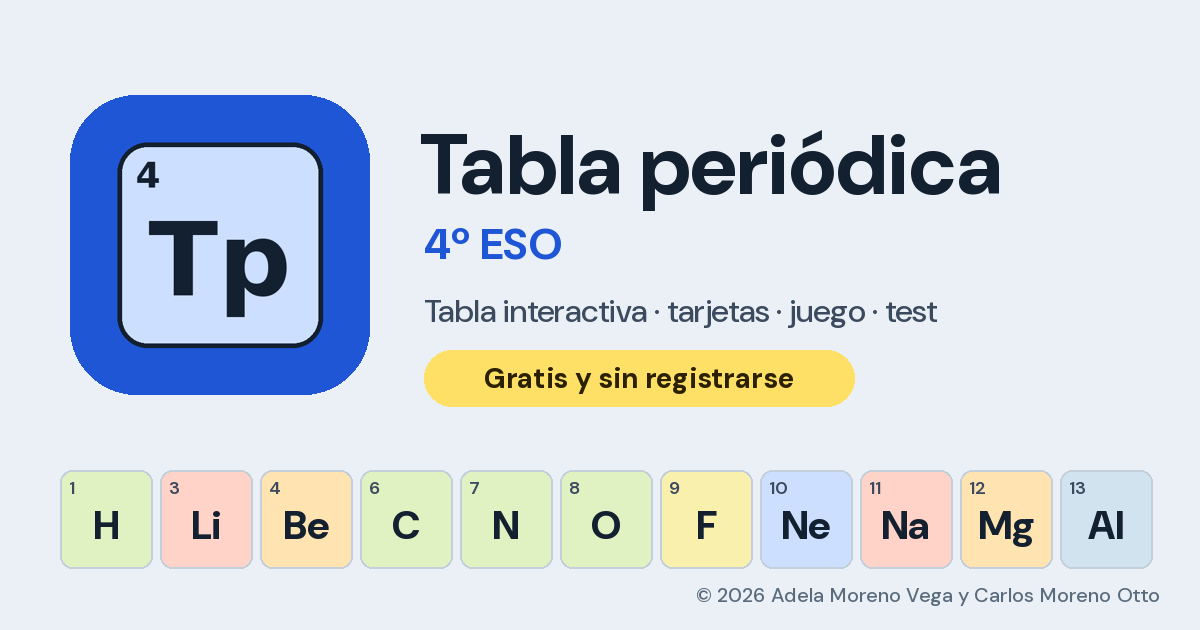 4
Tp
Tabla periódica
4º ESO
Tabla interactiva · tarjetas · juego · test
Gratis y sin registrarse
1 3 4 6 7 8 9 10 11 12 13
H Li Be C N O F Ne Na Mg Al
© 2026 Adela Moreno Vega y Carlos Moreno Otto